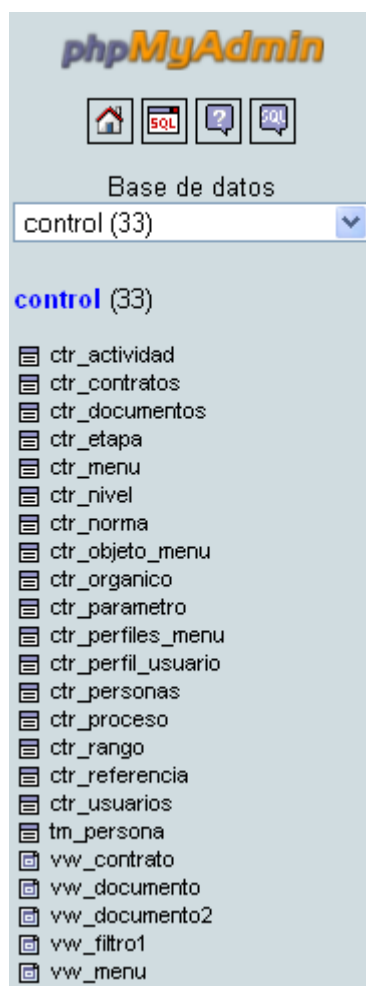 phpMyAdmin
SQL
SQL
Base de datos
control (33)
control (33)
ctr_actividad
ctr_contratos
ctr_documentos
ctr_etapa
ctr_menu
ctr_nivel
ctr_norma
ctr_objeto_menu
ctr_organico
ctr_parametro
ctr_perfiles_menu
ctr_perfil_usuario
ctr_personas
ctr_proceso
ctr_rango
ctr_referencia
ctr_usuarios
tm_persona
vw_contrato
vw_documento
vw_documento2
vw_filtro1
vw_menu